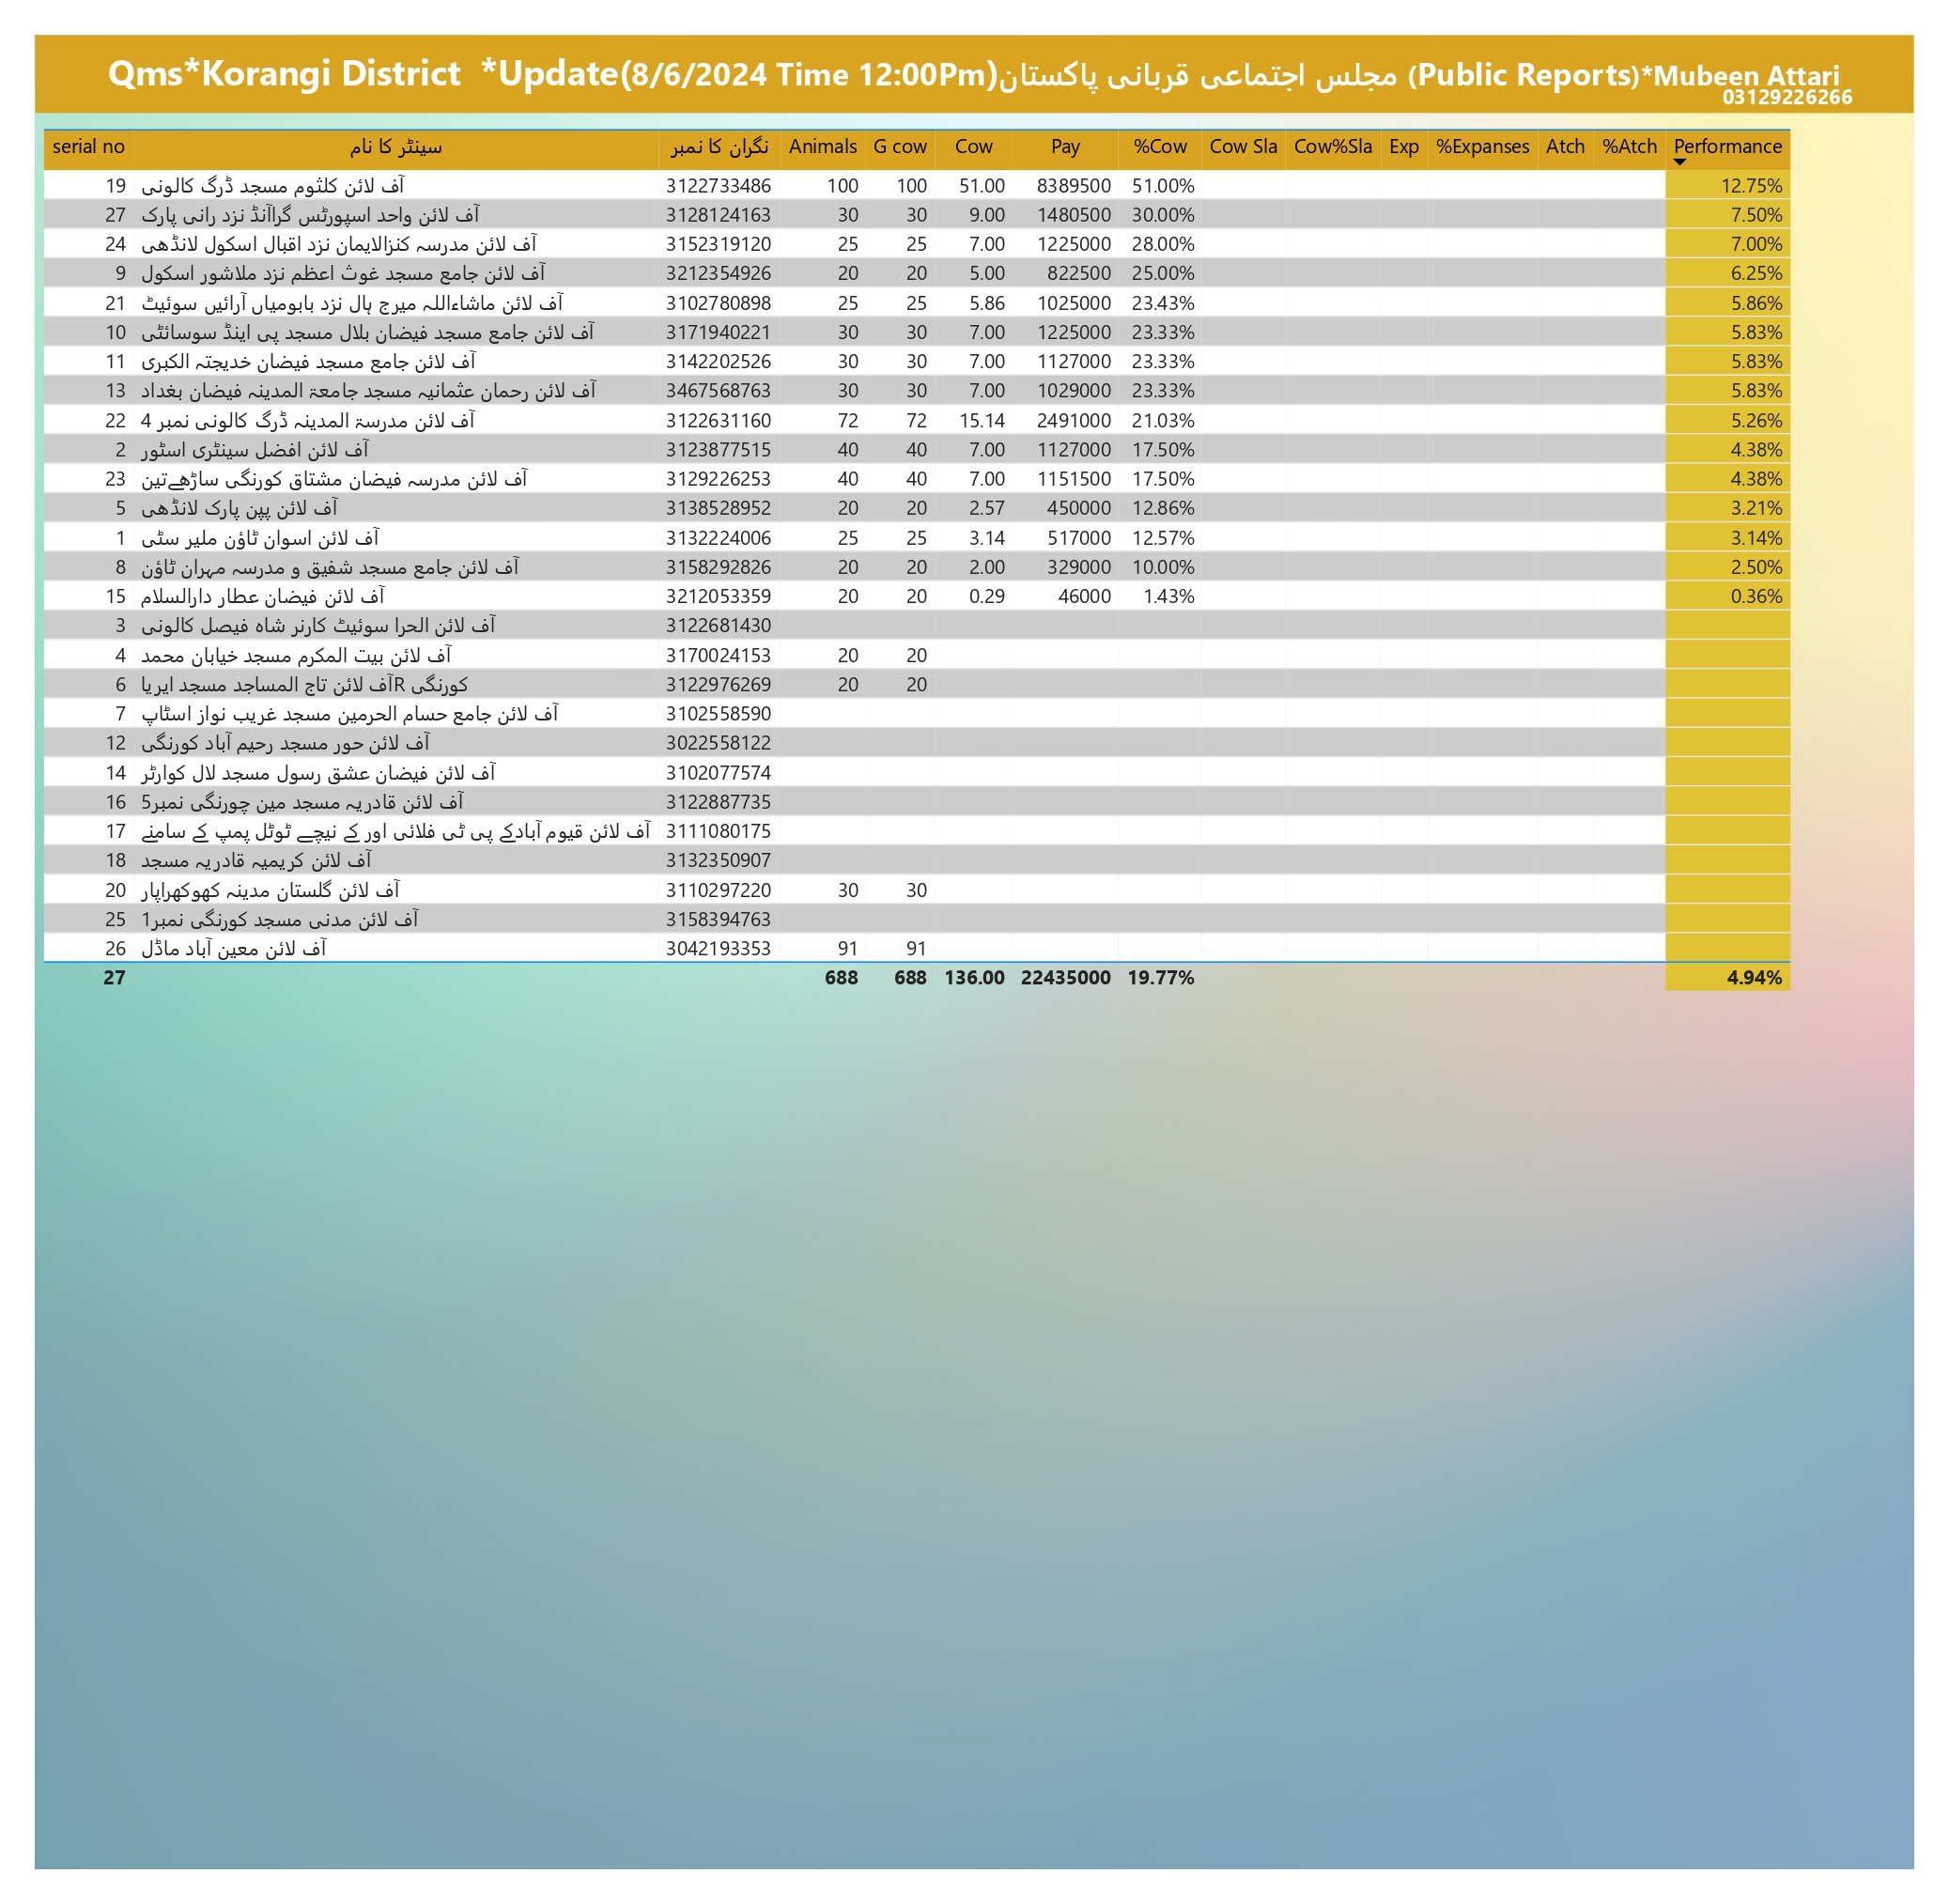 Qms*Korangi District *Update(8/6/2024 Time 12:00Pm)مجلس اجتماعی قربانی پاکستان (Public Reports)*Mubeen Attari
03129226266
serial no سینٹر کا نام نگران کا نمبر Animals G cow Cow Pay %Cow Cow Sla Cow%Sla Exp %Expanses Atch %Atch Performance
19 آف لائن کلثوم مسجد ڈرگ کالونی 3122733486 100 100 51.00 8389500 51.00% 12.75%
27 آف لائن واحد اسپورٹس گراآنڈ نزد رانی پارک 3128124163 30 30 9.00 1480500 30.00% 7.50%
24 آف لائن مدرسہ کنزالایمان نزد اقبال اسکول لانڈھی 3152319120 25 25 7.00 1225000 28.00% 7.00%
9 آف لائن جامع مسجد غوث اعظم نزد ملاشور اسکول 3212354926 20 20 5.00 822500 25.00% 6.25%
21 آف لائن ماشاءاللہ میرج ہال نزد بابومیاں آرائیں سوئیٹ 3102780898 25 25 5.86 1025000 23.43% 5.86%
10 آف لائن جامع مسجد فیضان بلال مسجد پی اینڈ سوسائٹی 3171940221 30 30 7.00 1225000 23.33% 5.83%
11 آف لائن جامع مسجد فیضان خدیجتہ الکبری 3142202526 30 30 7.00 1127000 23.33% 5.83%
13 آف لائن رحمان عثمانیہ مسجد جامعۃ المدینہ فیضان بغداد 3467568763 30 30 7.00 1029000 23.33% 5.83%
22 آف لائن مدرسۃ المدینہ ڈرگ کالونی نمبر 4 3122631160 72 72 15.14 2491000 21.03% 5.26%
2 آف لائن افضل سینٹری اسٹور 3123877515 40 40 7.00 1127000 17.50% 4.38%
23 آف لائن مدرسہ فیضان مشتاق کورنگی ساڑھےتین 3129226253 40 40 7.00 1151500 17.50% 4.38%
5 آف لائن پپن پارک لانڈھی 3138528952 20 20 2.57 450000 12.86% 3.21%
1 آف لائن اسوان ٹاؤن ملیر سٹی 3132224006 25 25 3.14 517000 12.57% 3.14%
8 آف لائن جامع مسجد شفیق و مدرسہ مہران ٹاؤن 3158292826 20 20 2.00 329000 10.00% 2.50%
15 آف لائن فیضان عطار دارالسلام 3212053359 20 20 0.29 46000 1.43% 0.36%
3 آف لائن الحرا سوئیٹ کارنر شاہ فیصل کالونی 3122681430
4 آف لائن بیت المکرم مسجد خیابان محمد 3170024153 20 20
6 آف لائن تاج المساجد مسجد ایریاR کورنگی 3122976269 20 20
7 آف لائن جامع حسام الحرمین مسجد غریب نواز اسٹاپ 3102558590
12 آف لائن حور مسجد رحیم آباد کورنگی 3022558122
14 آف لائن فیضان عشق رسول مسجد لال کوارٹر 3102077574
16 آف لائن قادریہ مسجد مین چورنگی نمبر5 3122887735
17 آف لائن قیوم آبادکے پی ٹی فلائی اور کے نیچے ٹوٹل پمپ کے سامنے 3111080175
18 آف لائن کریمیہ قادریہ مسجد 3132350907
20 آف لائن گلستان مدینہ کھوکھراپار 3110297220 30 30
25 آف لائن مدنی مسجد کورنگی نمبر1 3158394763
26 آف لائن معین آباد ماڈل 3042193353 91 91
27 688 688 136.00 22435000 19.77% 4.94%